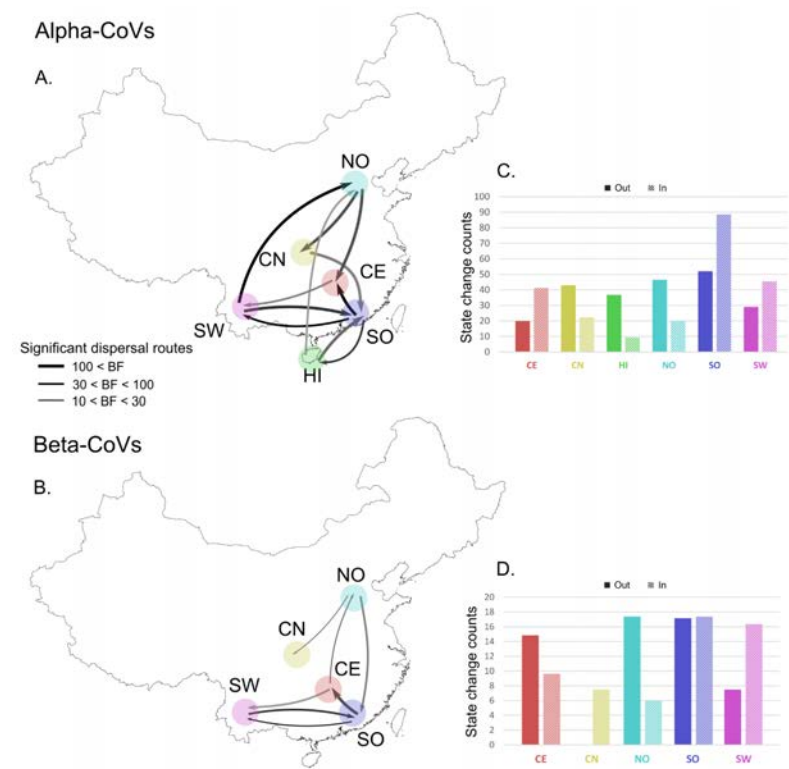 Alpha-CoVs
A.
NO
CN
CE
SW
SO
HI
Significant dispersal routes
100 < BF
30 < BF < 100
10 < BF < 30
C.
Out In
State change counts
100
90
80
70
60
50
40
30
20
10
0
CE CN HI NO SO SW
Beta-CoVs
B.
NO
CN
CE
SW
SO
D.
Out In
State change counts
20
18
16
14
12
10
8
6
4
2
0
CE CN NO SO SW